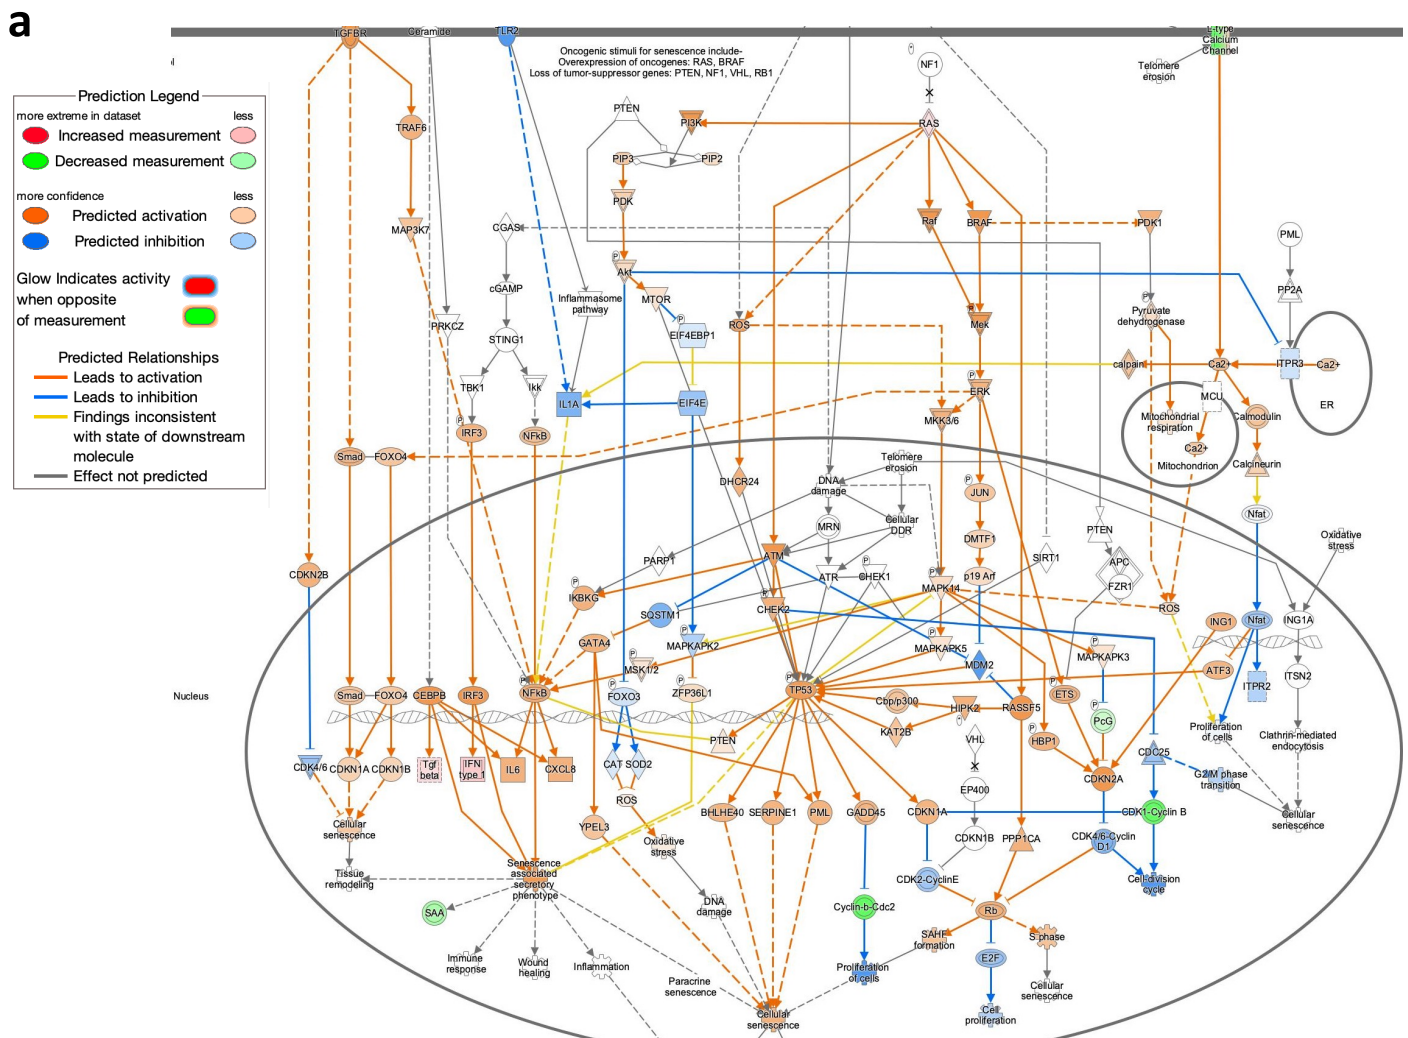 a
TGFBR
Ceramide
TLR2
L-type
Calcium
Channel
Oncogenic stimuli for senescence include-
Overexpression of oncogenes: RAS, BRAF
Loss of tumor-suppressor genes: PTEN, NF1, VHL, RB1
NF1
Telomere
erosion
Prediction Legend
more extreme in dataset
less
Increased measurement
Decreased measurement
more confidence
less
Predicted activation
Predicted inhibition
Glow Indicates activity
when opposite
of measurement
Predicted Relationships
Leads to activation
Leads to inhibition
Findings inconsistent
with state of downstream
molecule
Effect not predicted
TRAF6
PTEN
PI3K
RAS
PIP3
PIP2
PDK
MAP3K7
CGAS
Raf
BRAF
PDK1
PML
P
Akt
cGAMP
MTOR
Inflammasome
pathway
PP2A
PRKCZ
P
EIF4EBP1
ROS
P
Mek
P
Pyruvate
dehydrogenase
STING1
calpain
Ca2+
ITPR3
Ca2+
TBK1
Ikk
P
ERK
MCU
ER
IL1A
EIF4E
MKK3/6
Mitochondrial
respiration
Calmodulin
P
IRF3
NFkB
Ca2+
Smad
FOXO4
Telomere
erosion
Mitochondrion
Calcineurin
DHCR24
DNA
damage
P
JUN
MRN
Cellular
DDR
PTEN
Nfat
Oxidative
stress
DMTF1
PARP1
ATM
SIRT1
APC
CDKN2B
P
ATR
P
CHEK1
P
MAPK14
p19 Arf
FZR1
P
IKBKG
P
CHEK2
SQSTM1
ROS
ING1
Nfat
ING1A
GATA4
P
MAPKAPK2
P
MAPKAPK5
P
MAPKAPK3
P
MSK1/2
MDM2
ATF3
ITSN2
Nucleus
Smad
FOXO4
CEBPB
IRF3
P
NFkB
P
FOXO3
P
ZFP36L1
P
TP53
Cbp/p300
HIPK2
RASSF5
P
ETS
ITPR2
P
PcG
KAT2B
P
HBP1
Proliferation
of cells
Clathrin-mediated
endocytosis
PTEN
VHL
CDK4/6
CDKN1A
CDKN1B
Tgf
beta
IFN
type 1
IL6
CXCL8
CAT
SOD2
CDC25
G2/M phase
transition
CDKN2A
EP400
ROS
BHLHE40
SERPINE1
PML
GADD45
CDKN1A
CDK1-Cyclin B
Cellular
senescence
Cellular
senescence
YPEL3
Oxidative
stress
CDKN1B
PPP1CA
CDK4/6-Cyclin
D1
Tissue
remodeling
Senescence
associated
secretory
phenotype
CDK2-CyclinE
Cell-division
cycle
SAA
DNA
damage
Cyclin-b-Cdc2
Rb
SAHF
formation
S phase
Immune
response
Wound
healing
Inflammation
Paracrine
senescence
Proliferation
of cells
E2F
Cellular
senescence
Cellular
senescence
Cell
proliferation